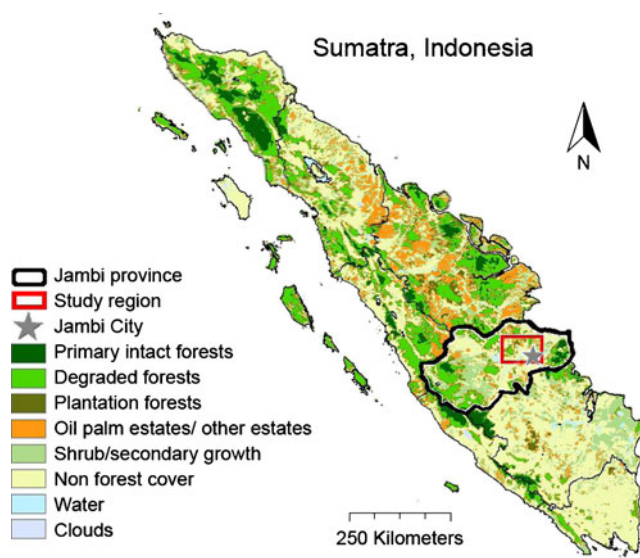 Sumatra, Indonesia
N
Jambi province
Study region
Jambi City
Primary intact forests
Degraded forests
Plantation forests
Oil palm estates/ other estates
Shrub/secondary growth
Non forest cover
Water
Clouds
250 Kilometers